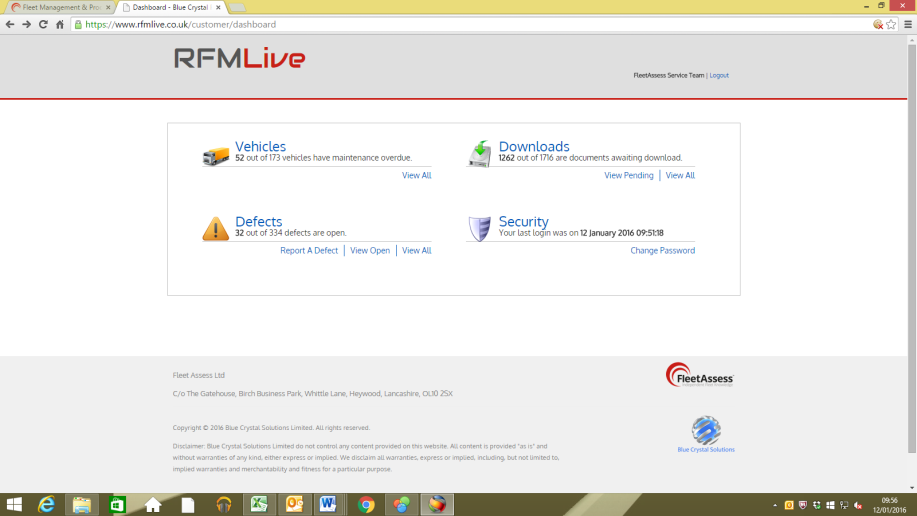 Fleet Management & Pro
Dashboard - Blue Crystal
https://www.rfmlive.co.uk/customer/dashboard
RFMLive
FleetAssess Service Team | Logout
Vehicles
52 out of 173 vehicles have maintenance overdue.
View All
Downloads
1262 out of 1716 are documents awaiting download.
View Pending | View All
Defects
32 out of 334 defects are open.
Report A Defect | View Open | View All
Security
Your last login was on 12 January 2016 09:51:18
Change Password
Fleet Assess Ltd
C/o The Gatehouse, Birch Business Park, Whittle Lane, Heywood, Lancashire, OL10 2SX
FleetAssess
Copyright © 2016 Blue Crystal Solutions Limited. All rights reserved.
Disclaimer: Blue Crystal Solutions Limited do not control any content provided on this website. All content is provided "as is" and
without warranties of any kind, either express or implied. We disclaim all warranties, express or implied, including, but not limited to,
implied warranties and merchantability and fitness for a particular purpose.
Blue Crystal Solutions
09:56
12/01/2016